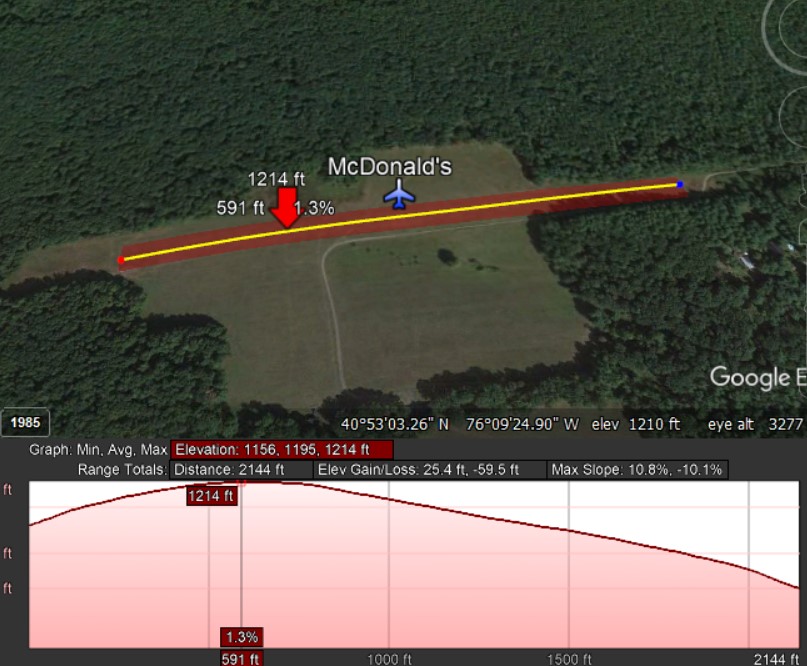 McDonald's
1214 ft
591 ft 1.3%
Google E
1985
40°53'03.26" N 76°09'24.90" W elev 1210 ft eye alt 3277
Graph: Min, Avg, Max Elevation: 1156, 1195, 1214 ft
Range Totals: Distance: 2144 ft Elev Gain/Loss: 25.4 ft, -59.5 ft Max Slope: 10.8%, -10.1%
ft
1214 ft
ft
ft
1.3%
591 ft 1000 ft 1500 ft 2144 ft